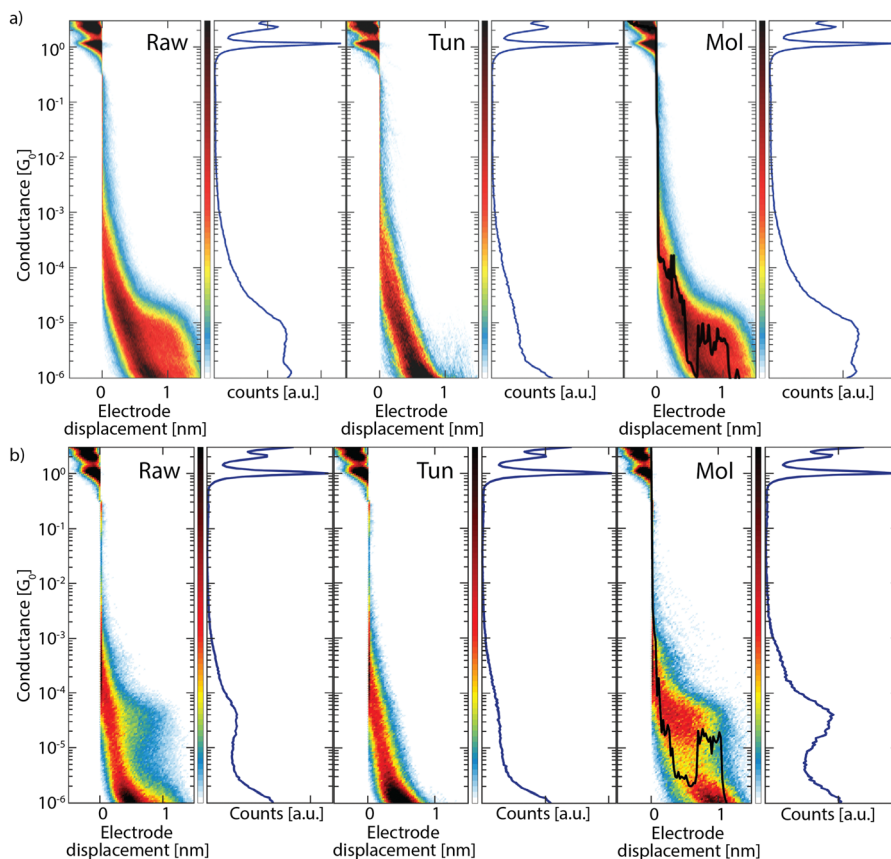 a)
Raw
Tun
Mol
Conductance [G₀]
10⁰
10⁻¹
10⁻²
10⁻³
10⁻⁴
10⁻⁵
10⁻⁶
0 1
Electrode
displacement [nm]
counts [a.u.]
0 1
Electrode
displacement [nm]
counts [a.u.]
0 1
Electrode
displacement [nm]
counts [a.u.]
b)
Raw
Tun
Mol
Conductance [G₀]
10⁰
10⁻¹
10⁻²
10⁻³
10⁻⁴
10⁻⁵
10⁻⁶
0 1
Electrode
displacement [nm]
Counts [a.u.]
0 1
Electrode
displacement [nm]
Counts [a.u.]
0 1
Electrode
displacement [nm]
Counts [a.u.]